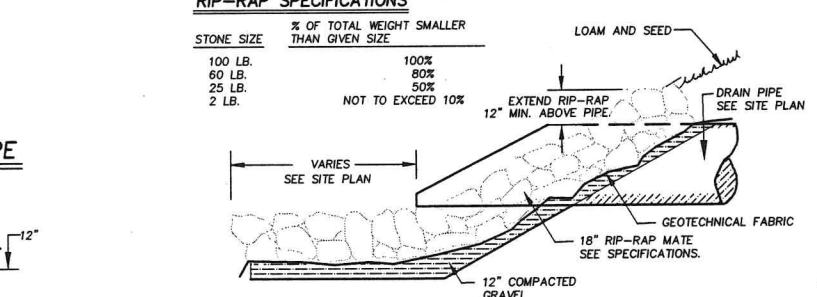 RIP-RAP SPECIFICATIONS
STONE SIZE
% OF TOTAL WEIGHT SMALLER
THAN GIVEN SIZE
100 LB. 100%
60 LB. 80%
25 LB. 50%
2 LB. NOT TO EXCEED 10%
LOAM AND SEED
EXTEND RIP-RAP
12" MIN. ABOVE PIPE.
DRAIN PIPE
SEE SITE PLAN
VARIES
SEE SITE PLAN
GEOTECHNICAL FABRIC
18" RIP-RAP MATE
SEE SPECIFICATIONS.
12"
12" COMPACTED
GRAVEL